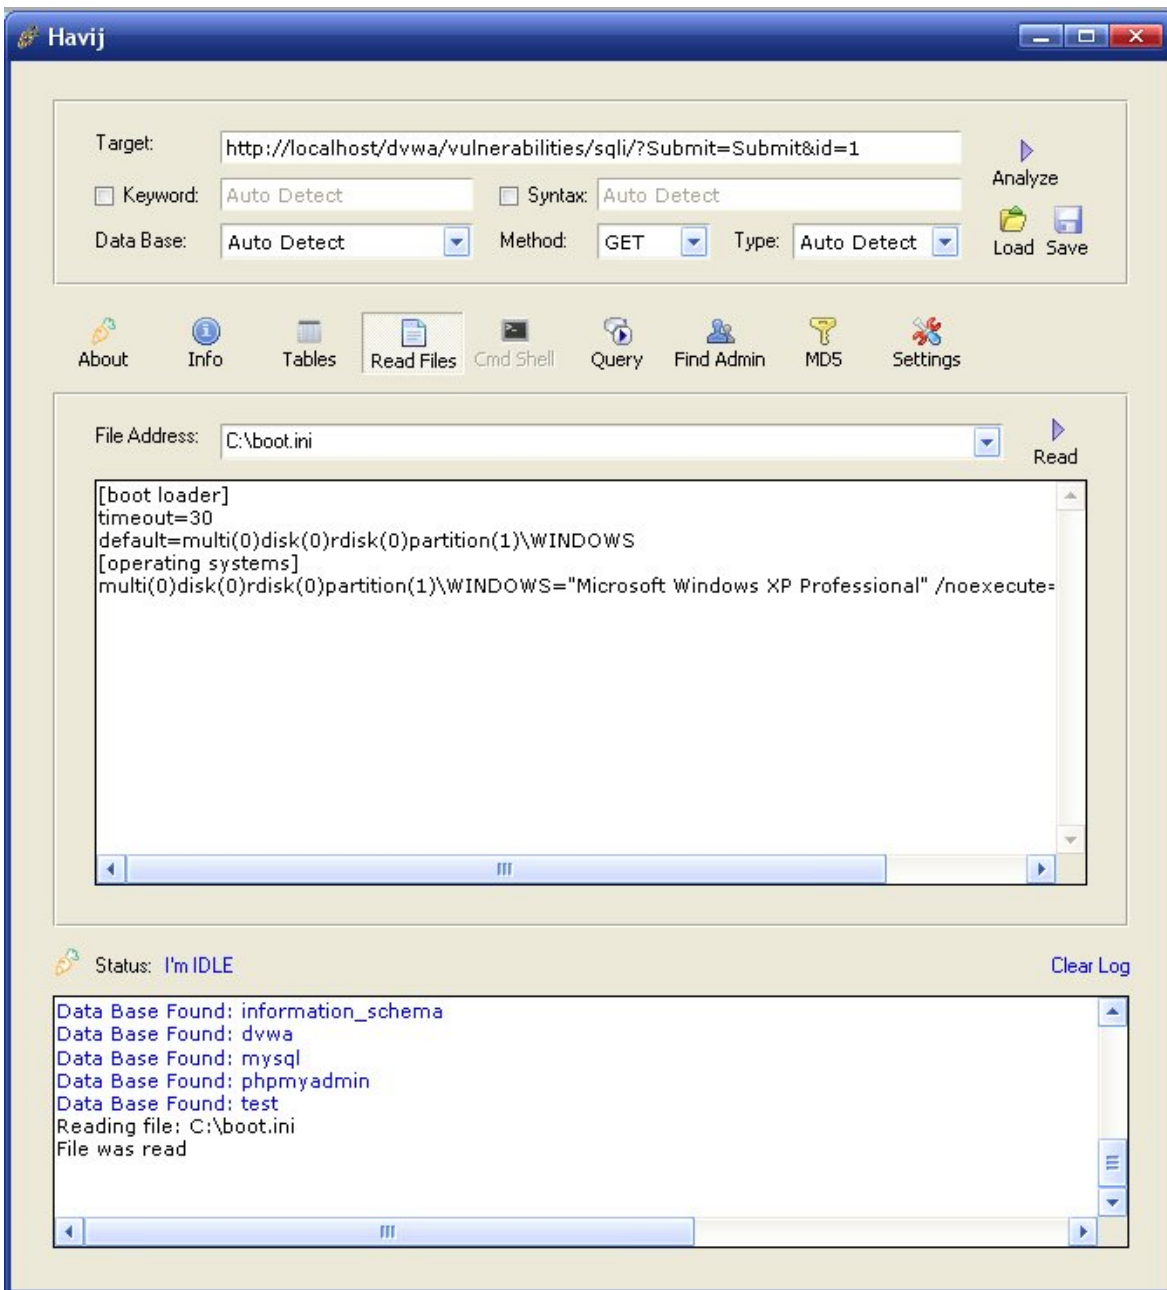 Havij
Target: http://localhost/dvwa/vulnerabilities/sqli/?Submit=Submit&id=1
Analyze
Keyword: Auto Detect Syntax: Auto Detect
Data Base: Auto Detect Method: GET Type: Auto Detect
Load Save
About Info Tables Read Files Cmd Shell Query Find Admin MD5 Settings
File Address: C:\boot.ini
Read
[boot loader]
timeout=30
default=multi(0)disk(0)rdisk(0)partition(1)\WINDOWS
[operating systems]
multi(0)disk(0)rdisk(0)partition(1)\WINDOWS="Microsoft Windows XP Professional" /noexecute=
Status: I'm IDLE Clear Log
Data Base Found: information_schema
Data Base Found: dvwa
Data Base Found: mysql
Data Base Found: phpmyadmin
Data Base Found: test
Reading file: C:\boot.ini
File was read